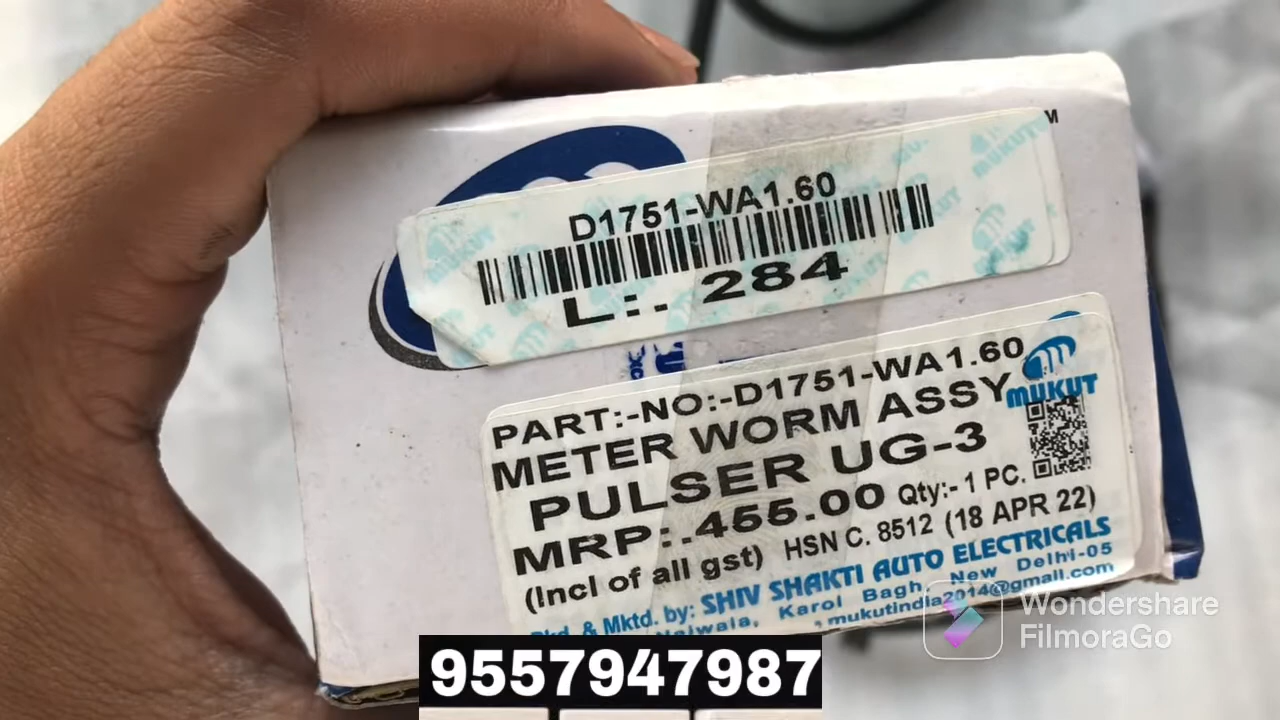 D1751-WA1.60
L:- 284
PART:-NO:-D1751-WA1.60
METER WORM ASSY
MUKUT
PULSER UG-3
MRP:.455.00 Qty:- 1 PC.
(Incl of all gst) HSN C. 8512 (18 APR 22)
& Mktd. by: SHIV SHAKTI AUTO ELECTRICALS
Karol Bagh, New Delhi-05
mukutindia2014@gmail.com
Wondershare
FilmoraGo
9557947987